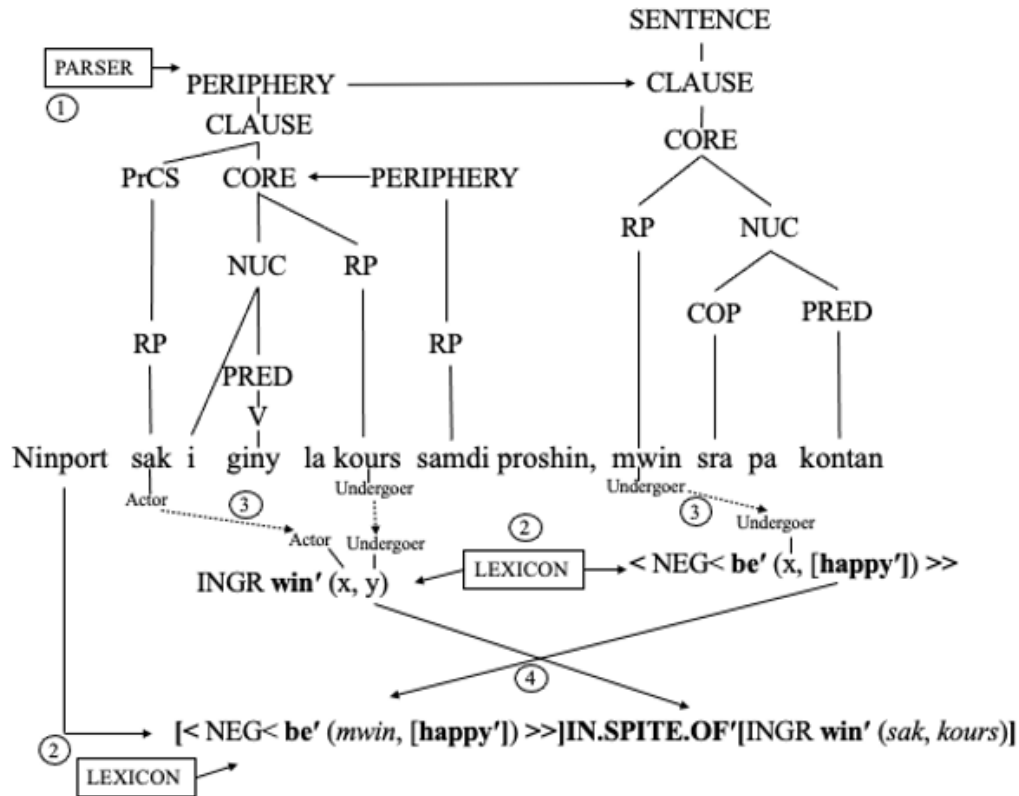 SENTENCE
PARSER
PERIPHERY CLAUSE
①
CLAUSE CORE
PrCS CORE PERIPHERY
RP NUC
NUC RP
COP PRED
RP RP
PRED
V
Ninport sak i giny la kours samdi proshin, mwin sra pa kontan
Actor ③ Undergoer Undergoer ③
② Undergoer
Actor Undergoer
INGR win′ (x, y) LEXICON < NEG< be′ (x, [happy′]) >>
④
② [< NEG< be′ (mwin, [happy′]) >>]IN.SPITE.OF′[INGR win′ (sak, kours)]
LEXICON